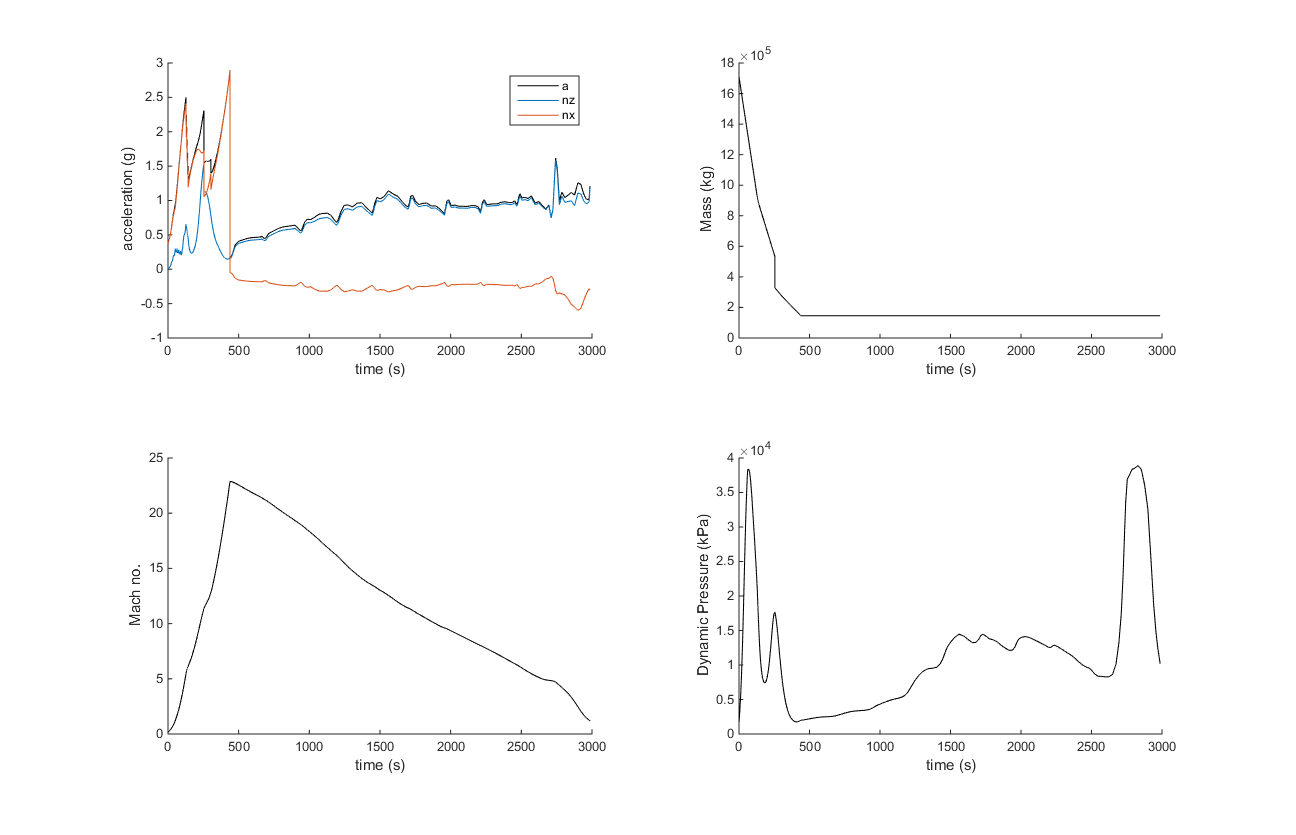 3
2.5
2
1.5
1
0.5
0
-0.5
-1
acceleration (g)
a
nz
nx
0 500 1000 1500 2000 2500 3000
time (s)
×10^5
18
16
14
12
10
8
6
4
2
0
Mass (kg)
0 500 1000 1500 2000 2500 3000
time (s)
25
20
15
10
5
0
Mach no.
0 500 1000 1500 2000 2500 3000
time (s)
×10^4
4
3.5
3
2.5
2
1.5
1
0.5
0
Dynamic Pressure (kPa)
0 500 1000 1500 2000 2500 3000
time (s)